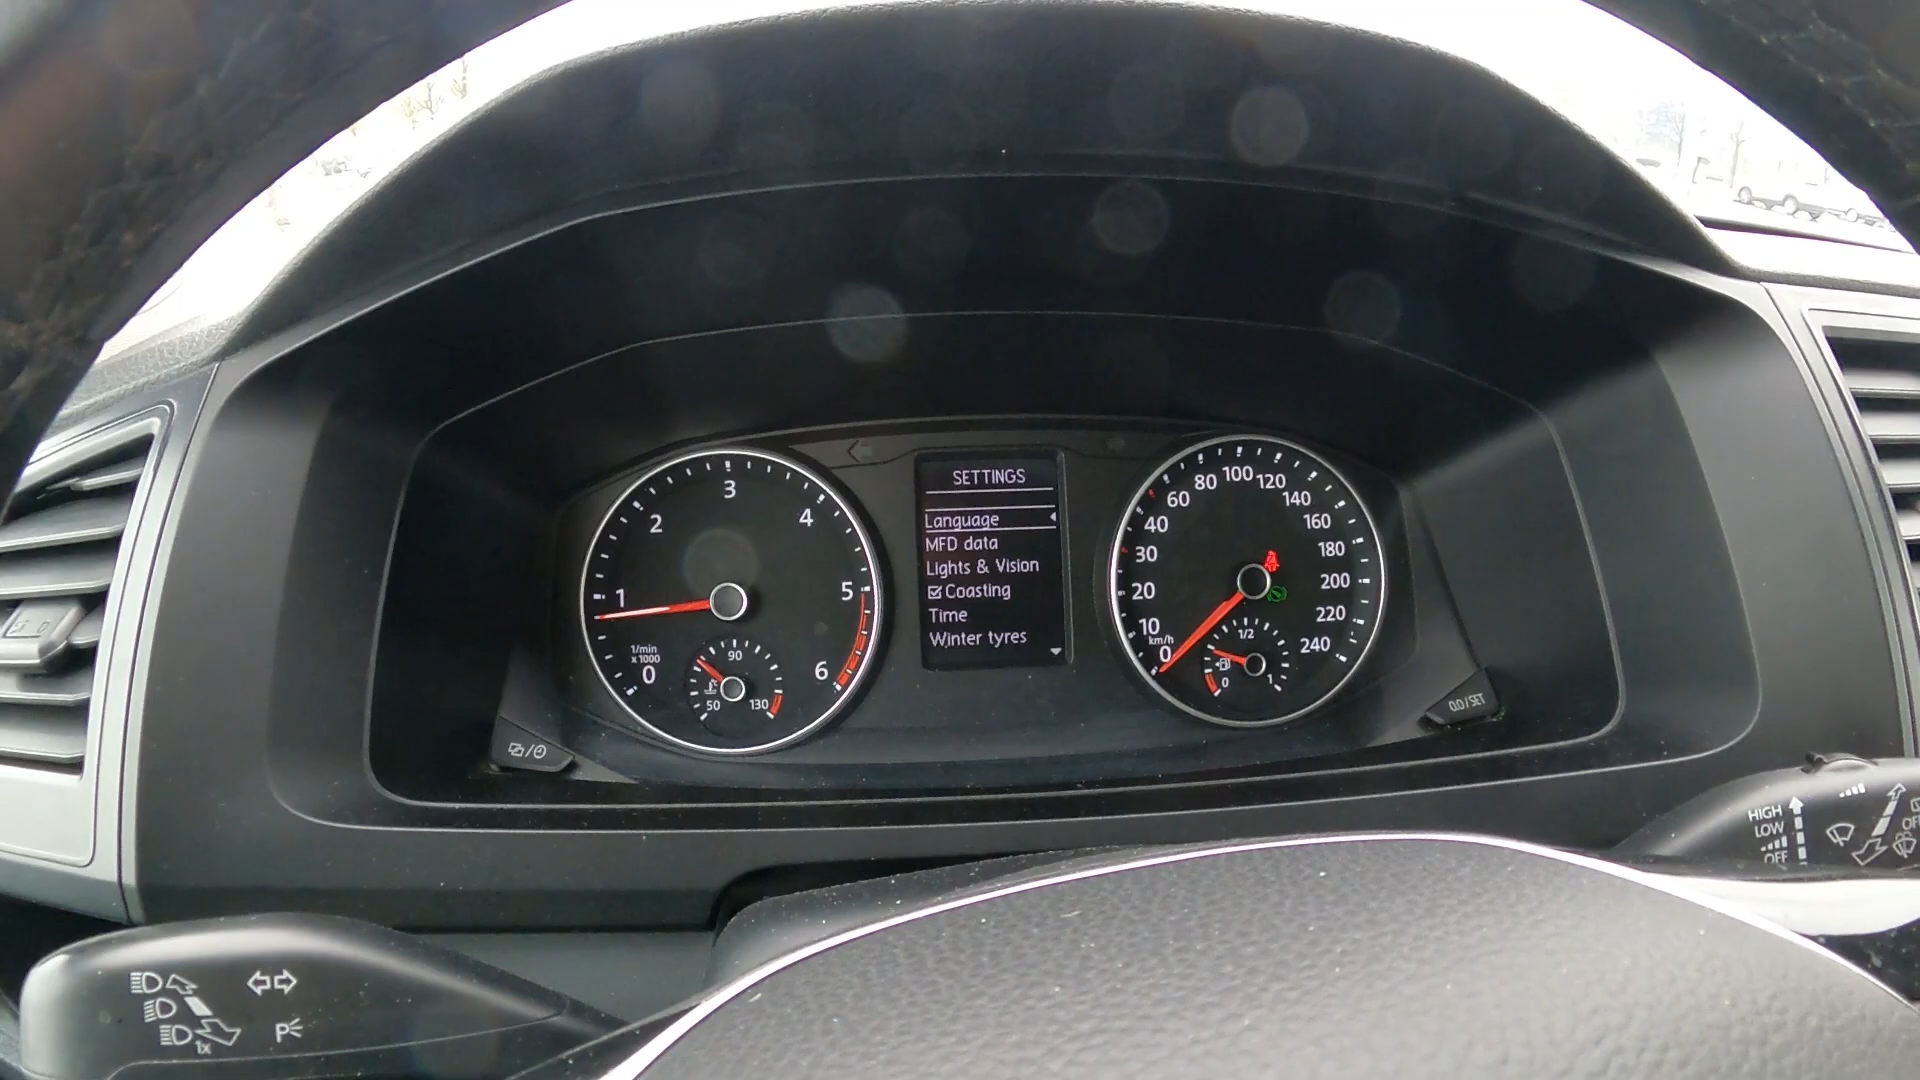 SETTINGS
Language
MFD data
Lights & Vision
Coasting
Time
Winter tyres
0
1
2
3
4
5
6
1/min
x 1000
50
90
130
0
10
20
30
40
60
80
100
120
140
160
180
200
220
240
km/h
0
1/2
1
0.0/SET
HIGH
LOW
OFF
1x
P